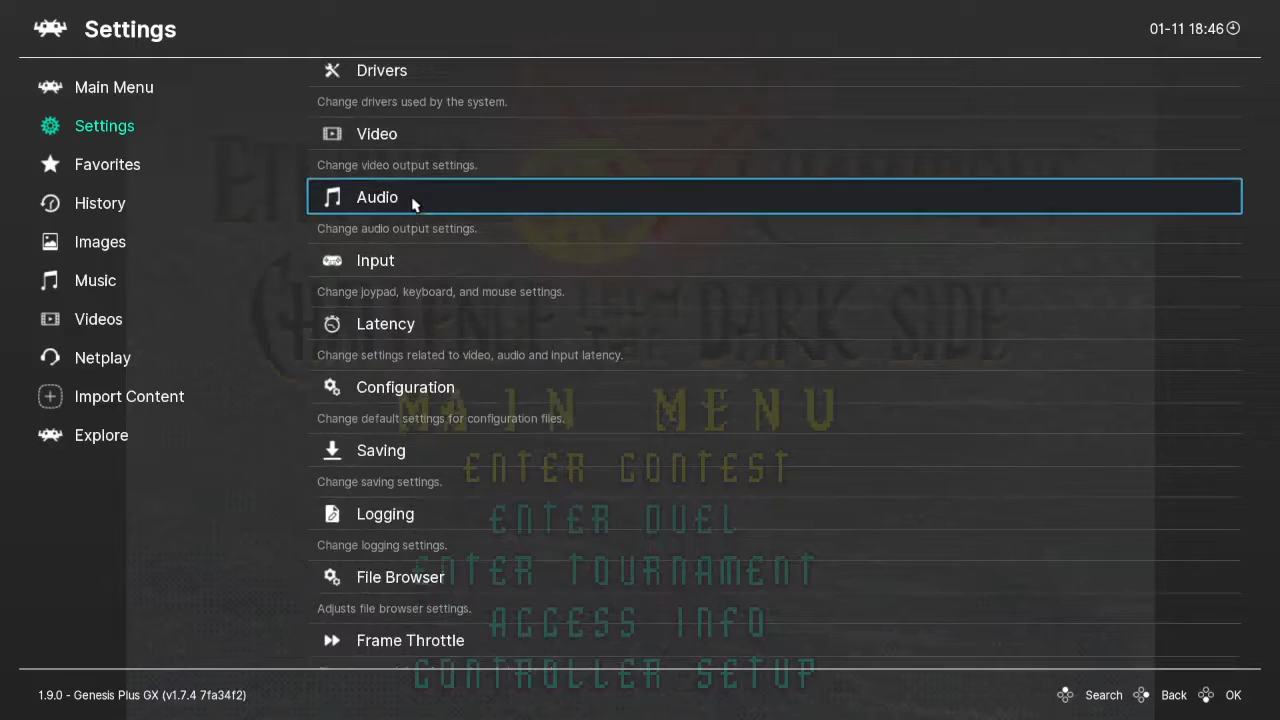 Settings
01-11 18:46
Main Menu
Settings
Favorites
History
Images
Music
Videos
Netplay
Import Content
Explore
Drivers
Change drivers used by the system.
Video
Change video output settings.
Audio
Change audio output settings.
Input
Change joypad, keyboard, and mouse settings.
Latency
Change settings related to video, audio and input latency.
Configuration
Change default settings for configuration files.
Saving
Change saving settings.
Logging
Change logging settings.
File Browser
Adjusts file browser settings.
Frame Throttle
CHALLENGE FROM THE DARK SIDE
MAIN MENU
ENTER CONTEST
ENTER DUEL
ENTER TOURNAMENT
ACCESS INFO
CONTROLLER SETUP
1.9.0 - Genesis Plus GX (v1.7.4 7fa34f2)
Search
Back
OK